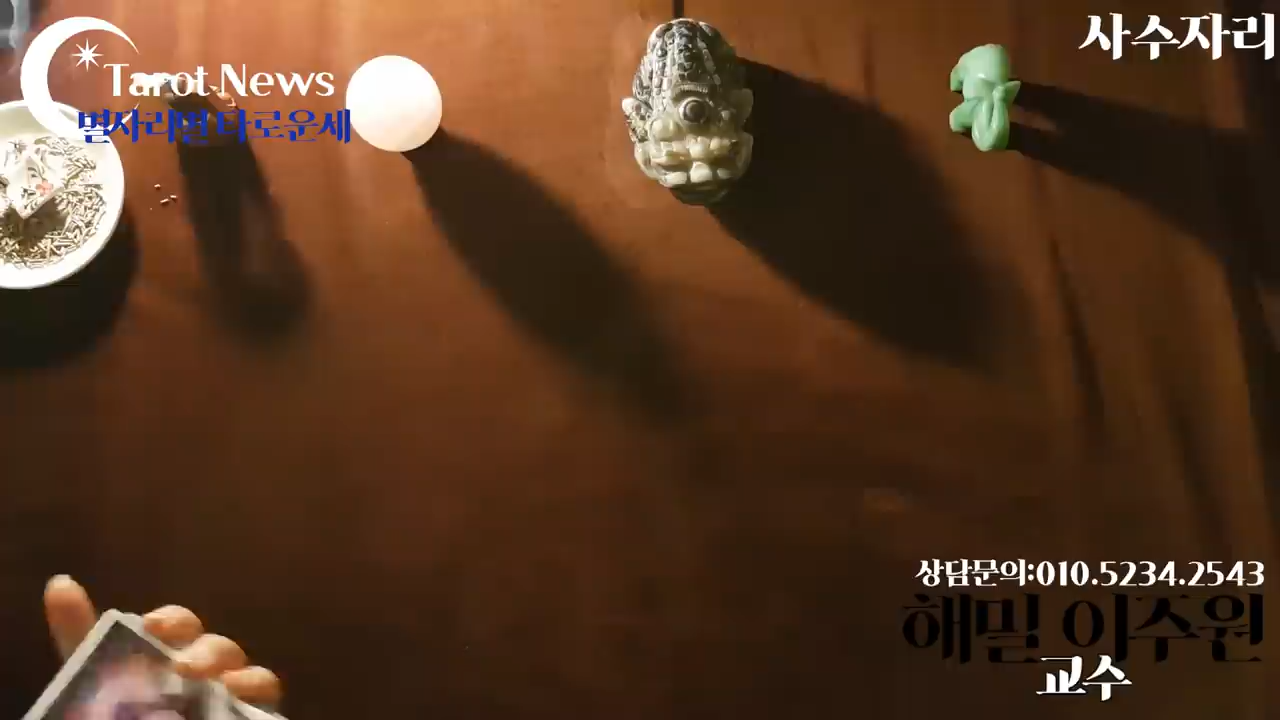 사수자리
Tarot News
별자리별 타로운세
상담문의:010.5234.2543
해밀 이주원
교수